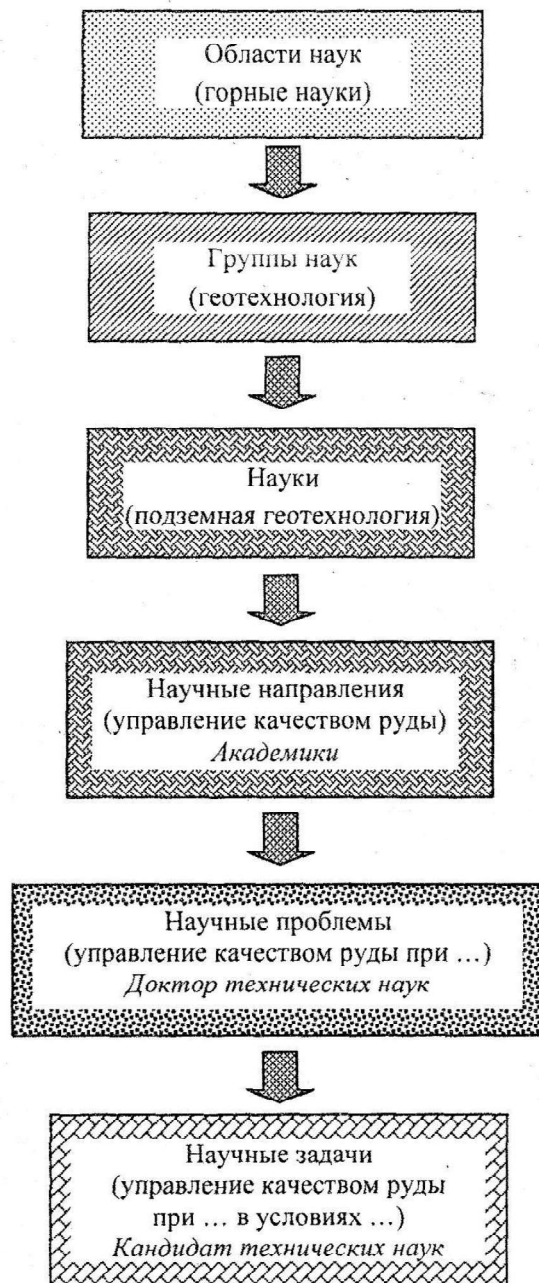 Области наук
(горные науки)
Группы наук
(геотехнология)
Науки
(подземная геотехнология)
Научные направления
(управление качеством руды)
Академики
Научные проблемы
(управление качеством руды при ...)
Доктор технических наук
Научные задачи
(управление качеством руды
при ... в условиях ...)
Кандидат технических наук